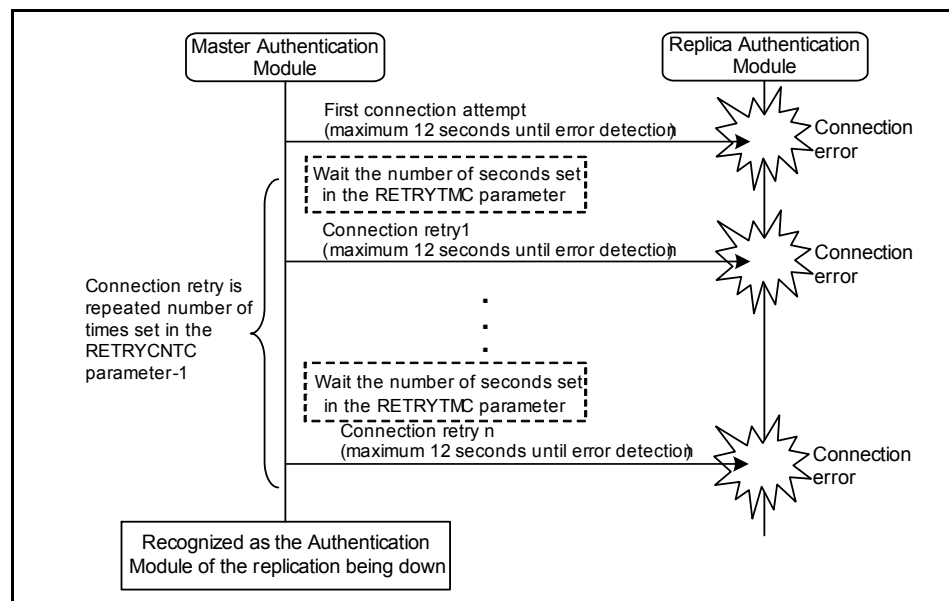 Master Authentication
Module
Replica Authentication
Module
First connection attempt
(maximum 12 seconds until error detection)
Connection
error
Wait the number of seconds set
in the RETRYTMC parameter
Connection retry1
(maximum 12 seconds until error detection)
Connection
error
Connection retry is
repeated number of
times set in the
RETRYCNTC
parameter-1
.
.
.
Wait the number of seconds set
in the RETRYTMC parameter
Connection retry n
(maximum 12 seconds until error detection)
Connection
error
Recognized as the Authentication
Module of the replication being down